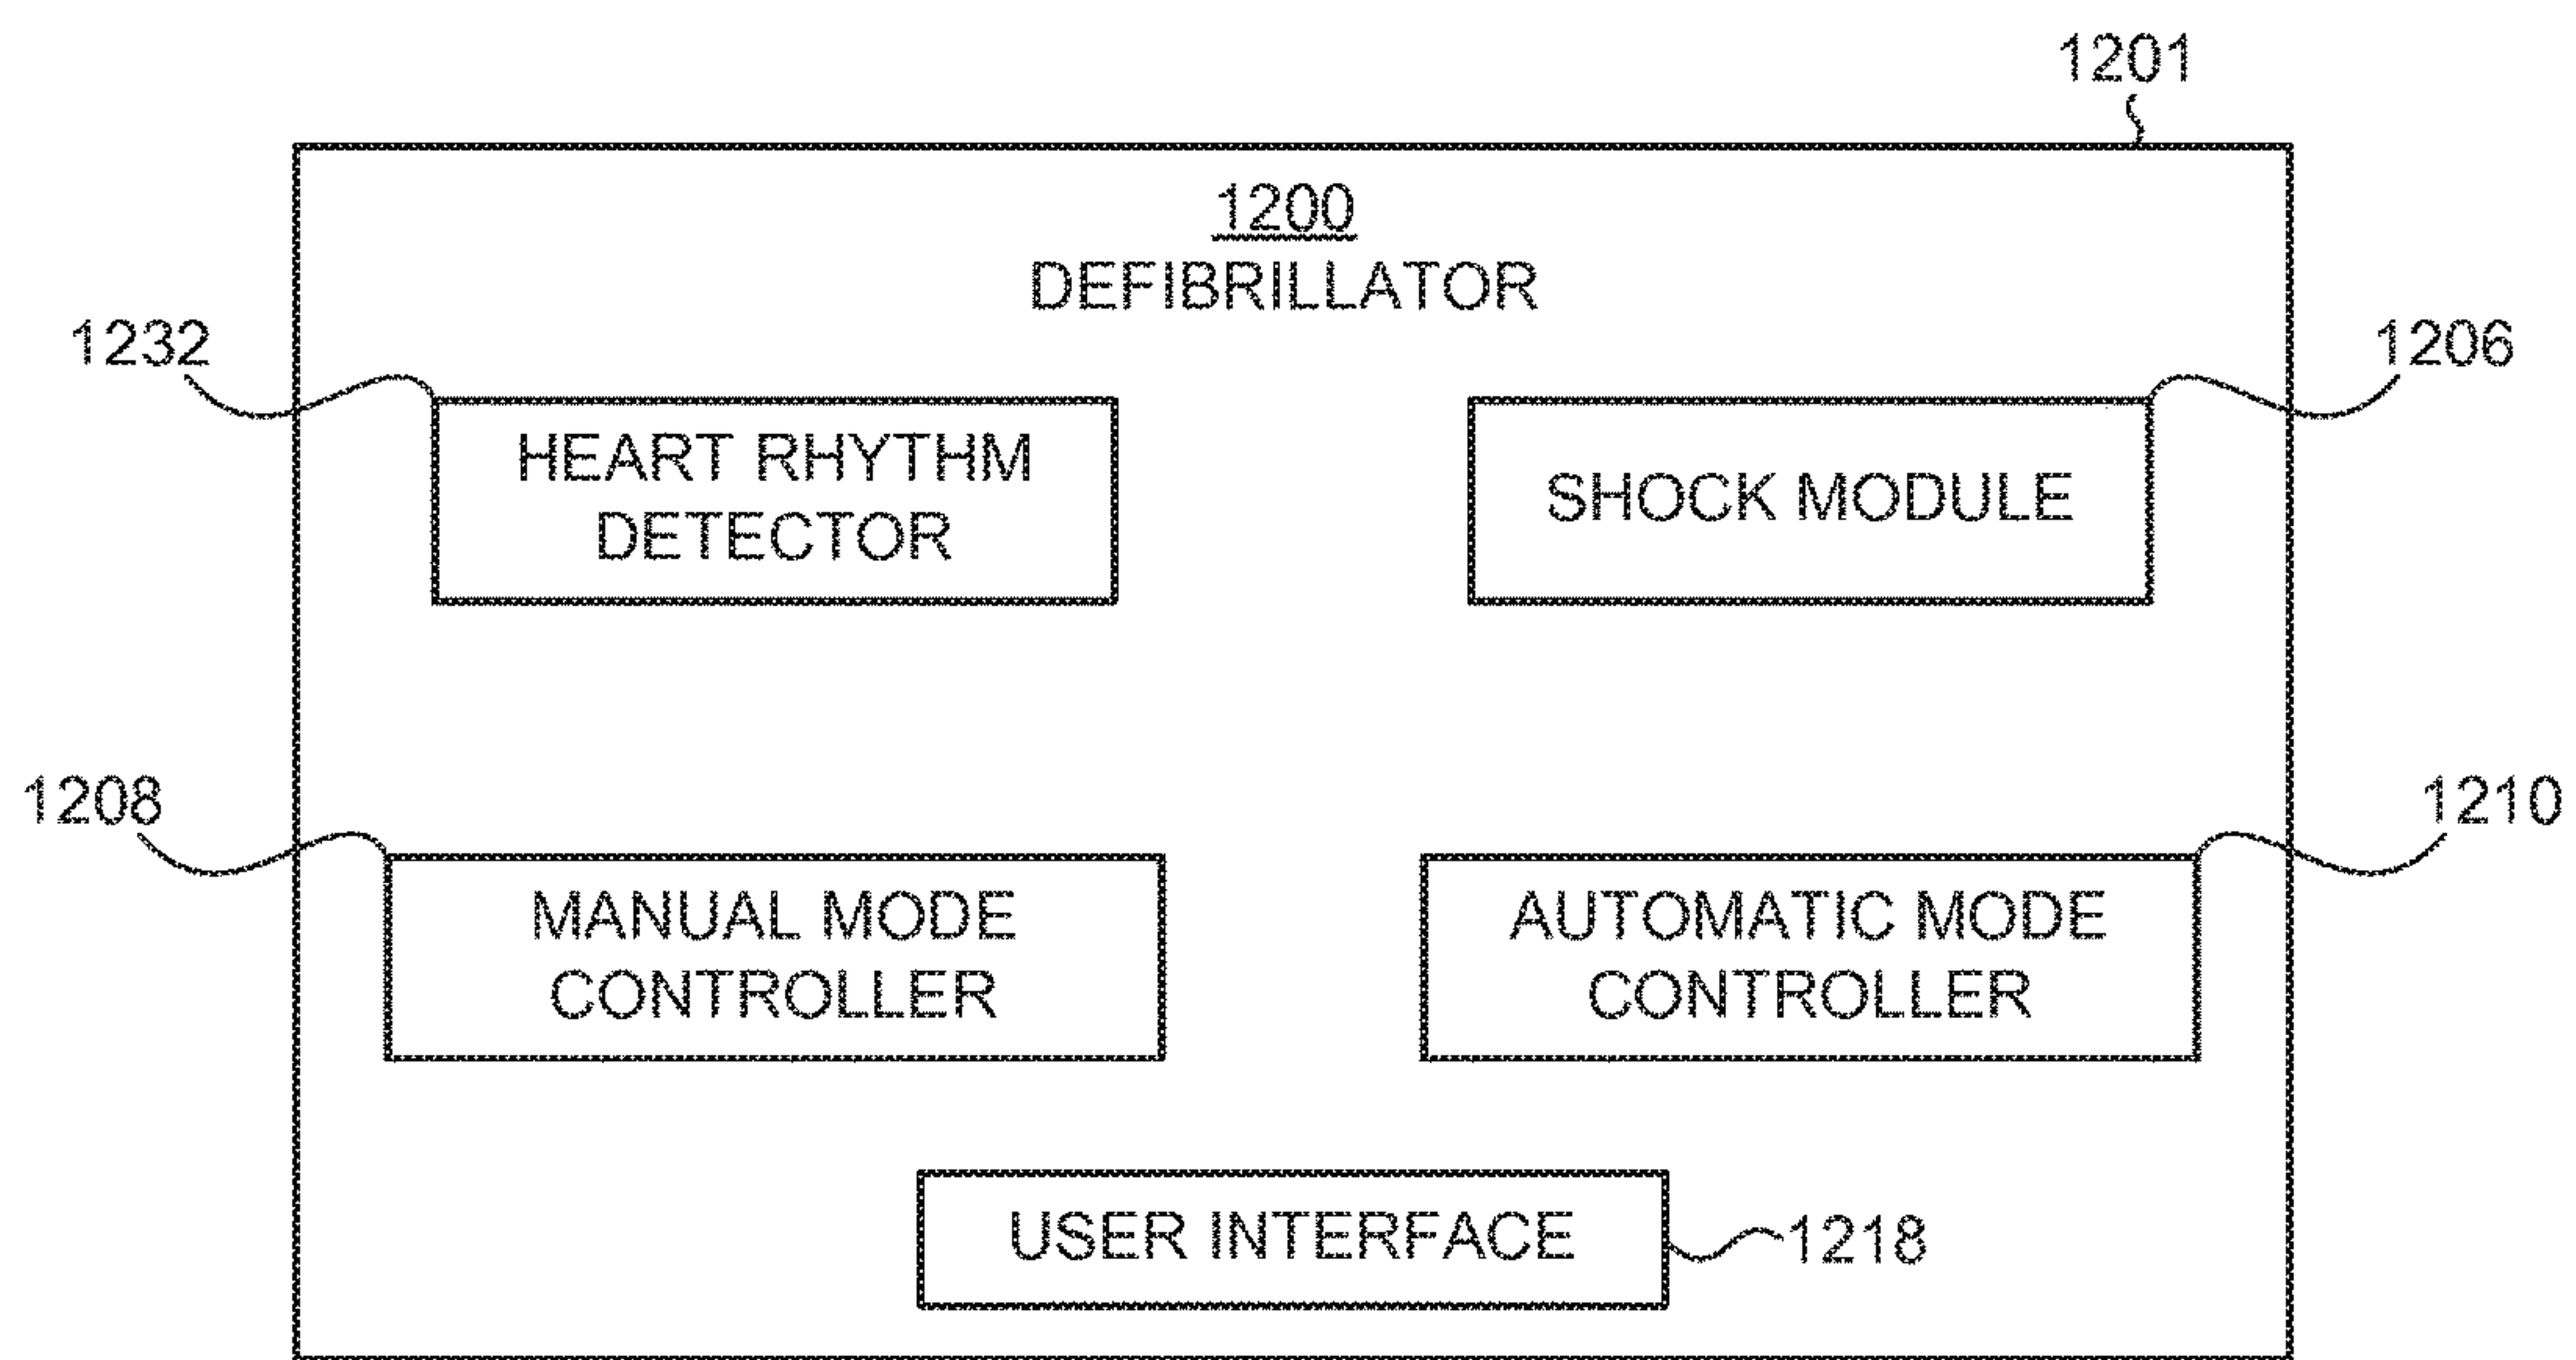 1201
1200
DEFIBRILLATOR
1232
1206
HEART RHYTHM
DETECTOR
SHOCK MODULE
1208
1210
MANUAL MODE
CONTROLLER
AUTOMATIC MODE
CONTROLLER
USER INTERFACE
1218